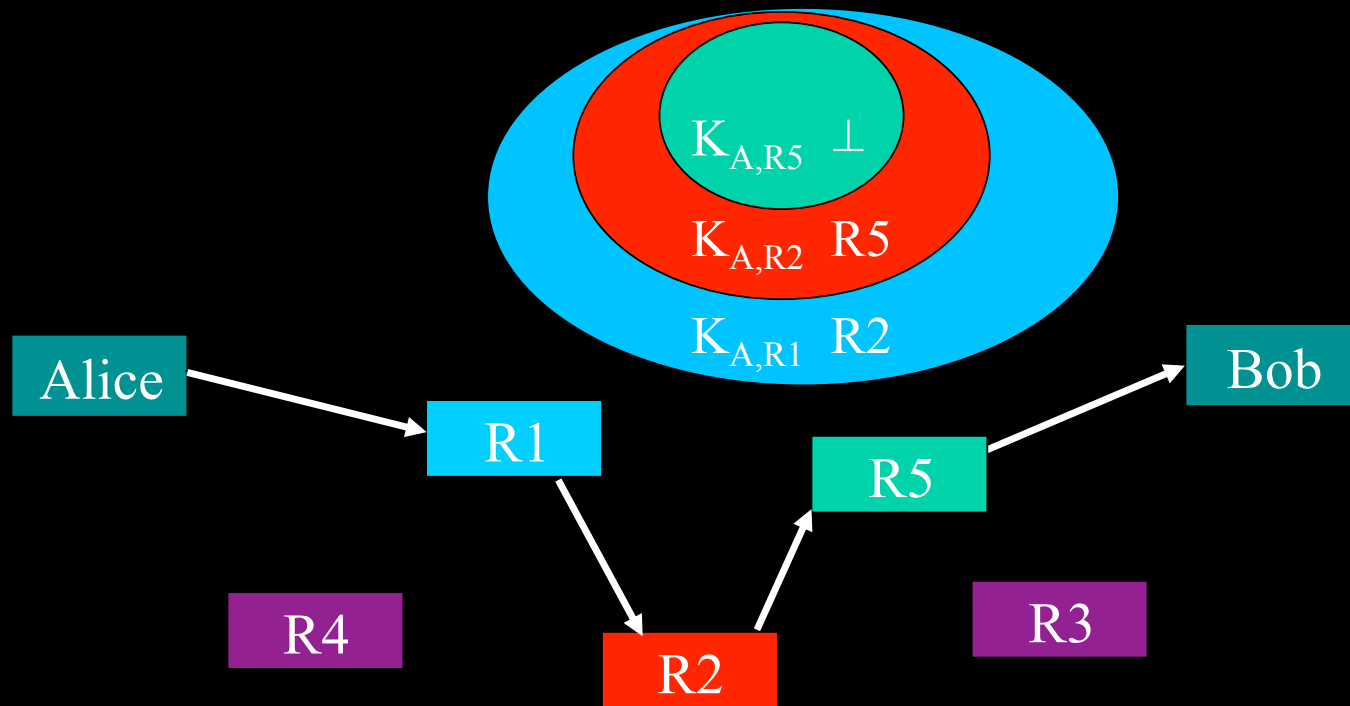 K_A,R5 ⊥
K_A,R2 R5
K_A,R1 R2
Alice
Bob
R1
R5
R4
R3
R2